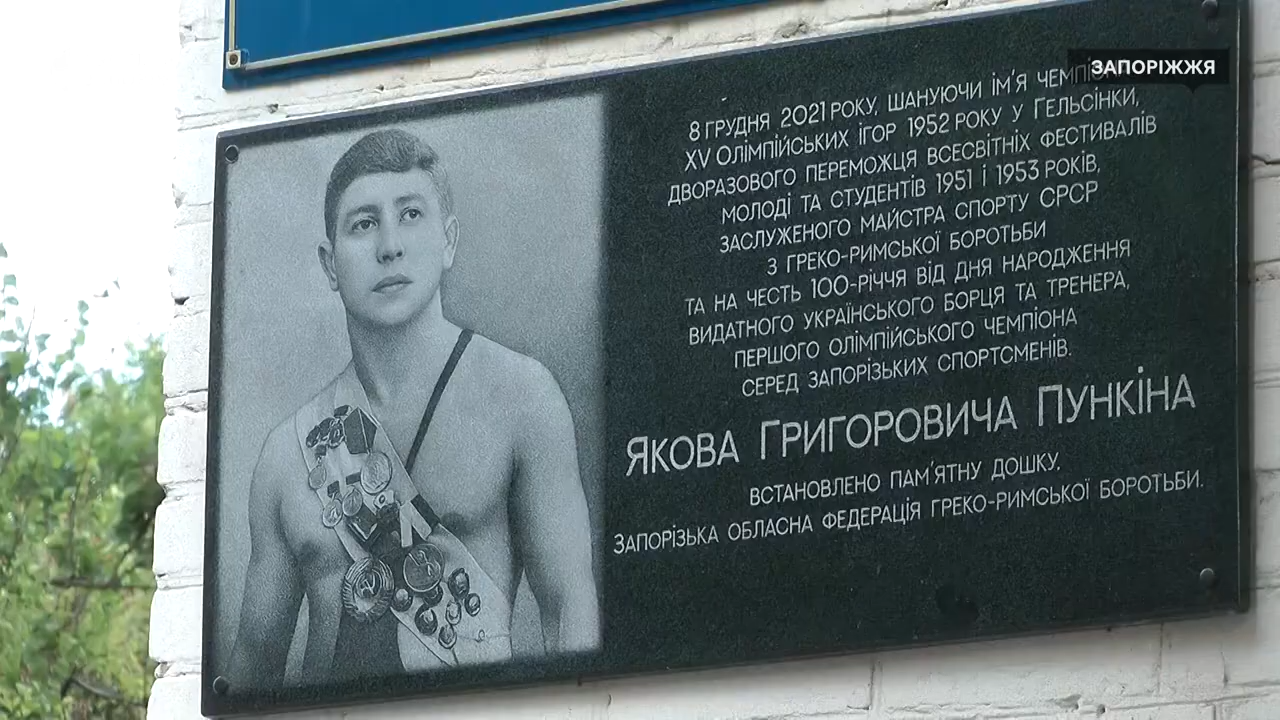 ЗАПОРІЖЖЯ
8 ГРУДНЯ 2021 РОКУ, ШАНУЮЧИ ІМ'Я
XV ОЛІМПІЙСЬКИХ ІГОР 1952 РОКУ У ГЕЛЬСІНКИ,
ДВОРАЗОВОГО ПЕРЕМОЖЦЯ ВСЕСВІТНІХ ФЕСТИВАЛІВ
МОЛОДІ ТА СТУДЕНТІВ 1951 І 1953 РОКІВ,
ЗАСЛУЖЕНОГО МАЙСТРА СПОРТУ СРСР
З ГРЕКО-РИМСЬКОЇ БОРОТЬБИ
ТА НА ЧЕСТЬ 100-РІЧЧЯ ВІД ДНЯ НАРОДЖЕННЯ
ВИДАТНОГО УКРАЇНСЬКОГО БОРЦЯ ТА ТРЕНЕРА,
ПЕРШОГО ОЛІМПІЙСЬКОГО ЧЕМПІОНА
СЕРЕД ЗАПОРІЗЬКИХ СПОРТСМЕНІВ.
ЯКОВА ГРИГОРОВИЧА ПУНКІНА
ВСТАНОВЛЕНО ПАМ'ЯТНУ ДОШКУ.
ЗАПОРІЗЬКА ОБЛАСНА ФЕДЕРАЦІЯ ГРЕКО-РИМСЬКОЇ БОРОТЬБИ.